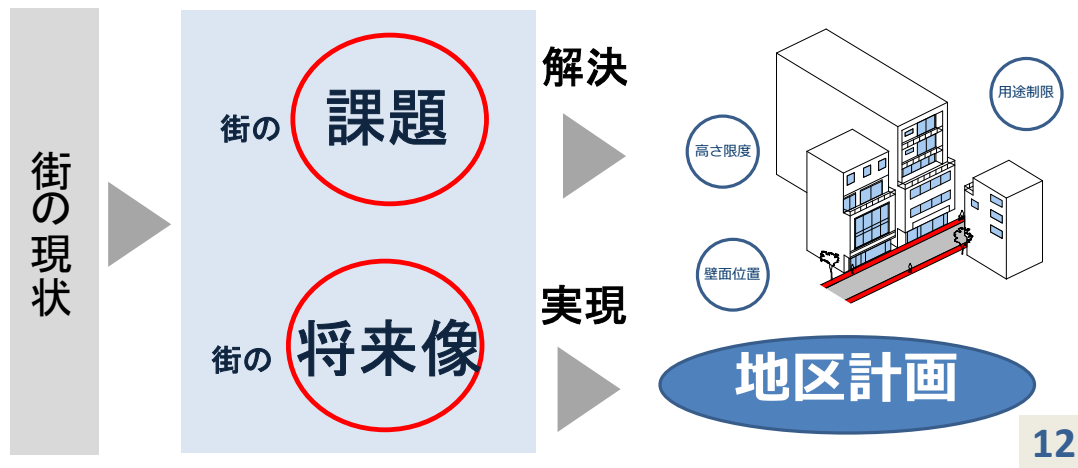 街の現状
街の 課題
街の 将来像
解決
実現
用途制限
高さ限度
壁面位置
地区計画
12